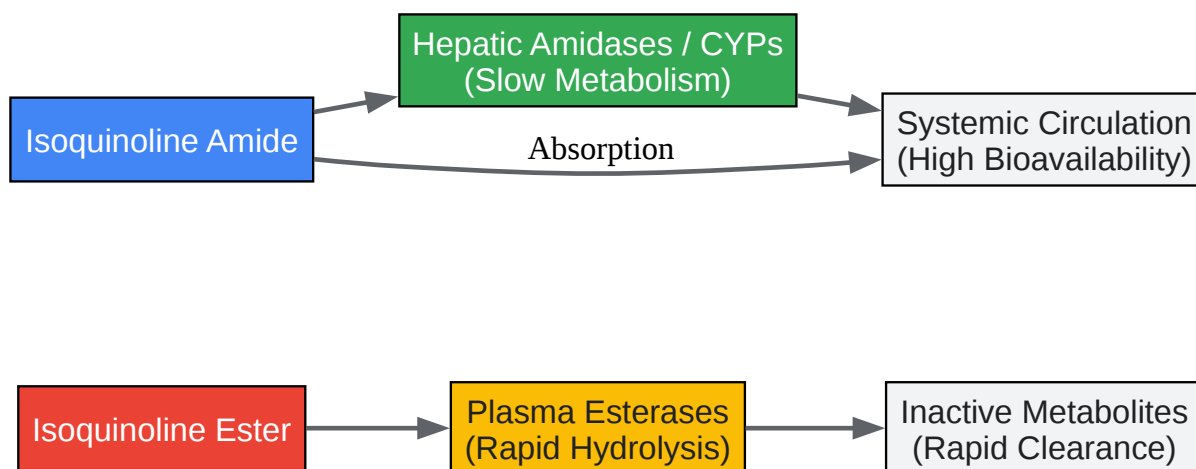 Hepatic Amidases / CYPs
(Slow Metabolism)
Isoquinoline Amide
Absorption
Systemic Circulation
(High Bioavailability)
Isoquinoline Ester
Plasma Esterases
(Rapid Hydrolysis)
Inactive Metabolites
(Rapid Clearance)